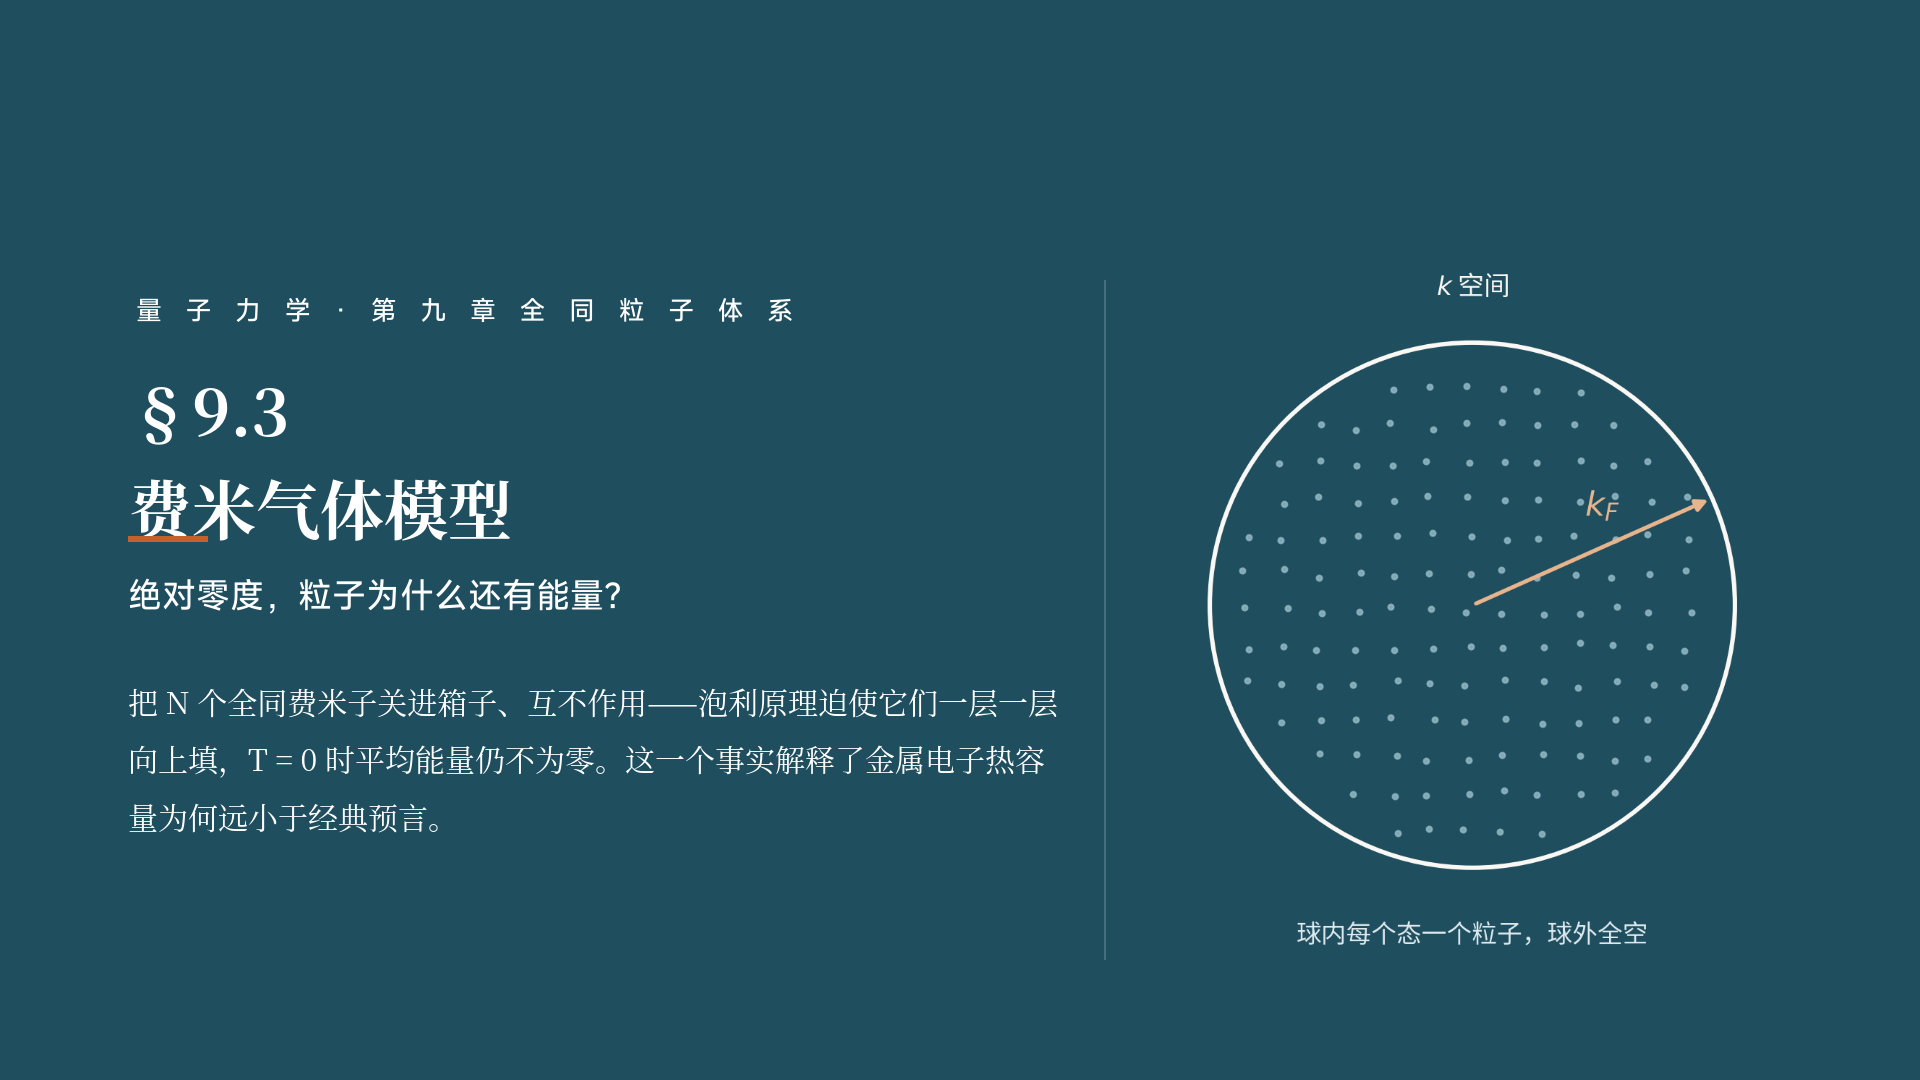 量子力学·第九章全同粒子体系
§ 9.3
费米气体模型
绝对零度，粒子为什么还有能量？
把 N 个全同费米子关进箱子、互不作用——泡利原理迫使它们一层一层
向上填，T = 0 时平均能量仍不为零。这一个事实解释了金属电子热容
量为何远小于经典预言。
k 空间
k_F
球内每个态一个粒子，球外全空